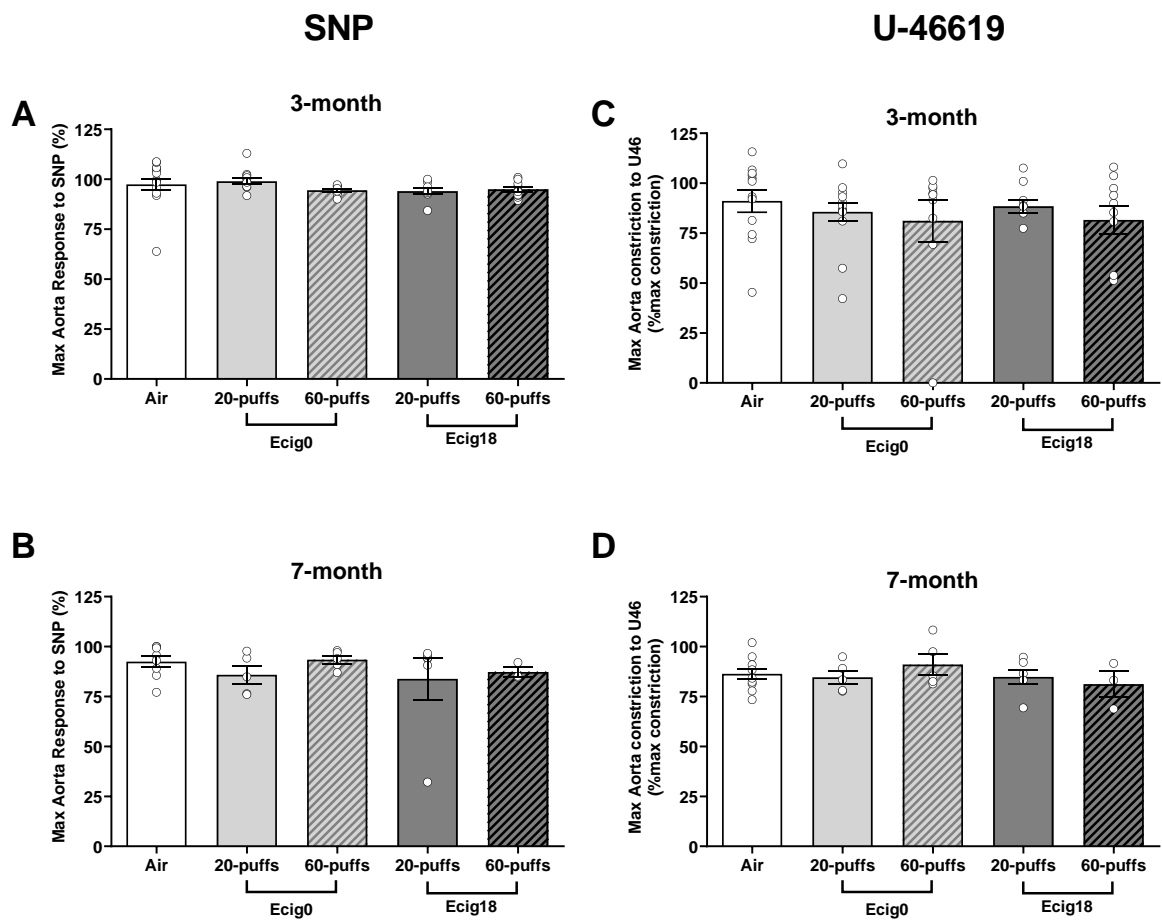 SNP
U-46619
A
3-month
Max Aorta Response to SNP (%)
125
100
75
50
25
0
Air 20-puffs 60-puffs 20-puffs 60-puffs
Ecig0 Ecig18
C
3-month
Max Aorta constriction to U46
(%max constriction)
125
100
75
50
25
0
Air 20-puffs 60-puffs 20-puffs 60-puffs
Ecig0 Ecig18
B
7-month
Max Aorta Response to SNP (%)
125
100
75
50
25
0
Air 20-puffs 60-puffs 20-puffs 60-puffs
Ecig0 Ecig18
D
7-month
Max Aorta constriction to U46
(%max constriction)
125
100
75
50
25
0
Air 20-puffs 60-puffs 20-puffs 60-puffs
Ecig0 Ecig18